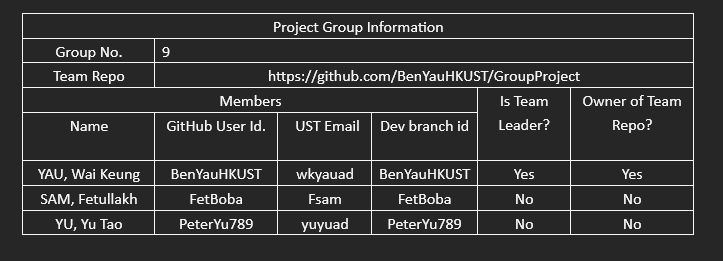 Project Group Information
Group No. 9
Team Repo https://github.com/BenYauHKUST/GroupProject
Members Is Team Leader? Owner of Team Repo?
Name GitHub User Id. UST Email Dev branch id
YAU, Wai Keung BenYauHKUST wkyauad BenYauHKUST Yes Yes
SAM, Fetullakh FetBoba Fsam FetBoba No No
YU, Yu Tao PeterYu789 yuyuad PeterYu789 No No